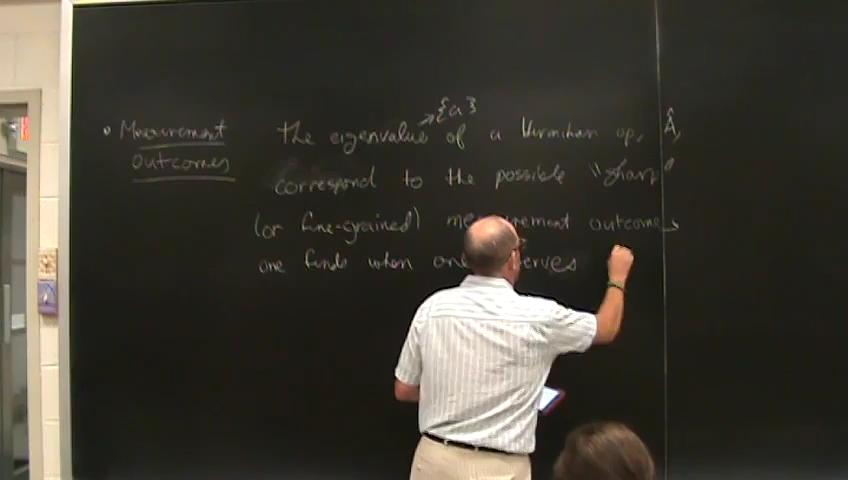 {a}
• Measurement the eigenvalue → of a Hermitian op, Â,
outcomes correspond to the possible "sharp"
(or fine-grained) measurement outcomes
one finds when one